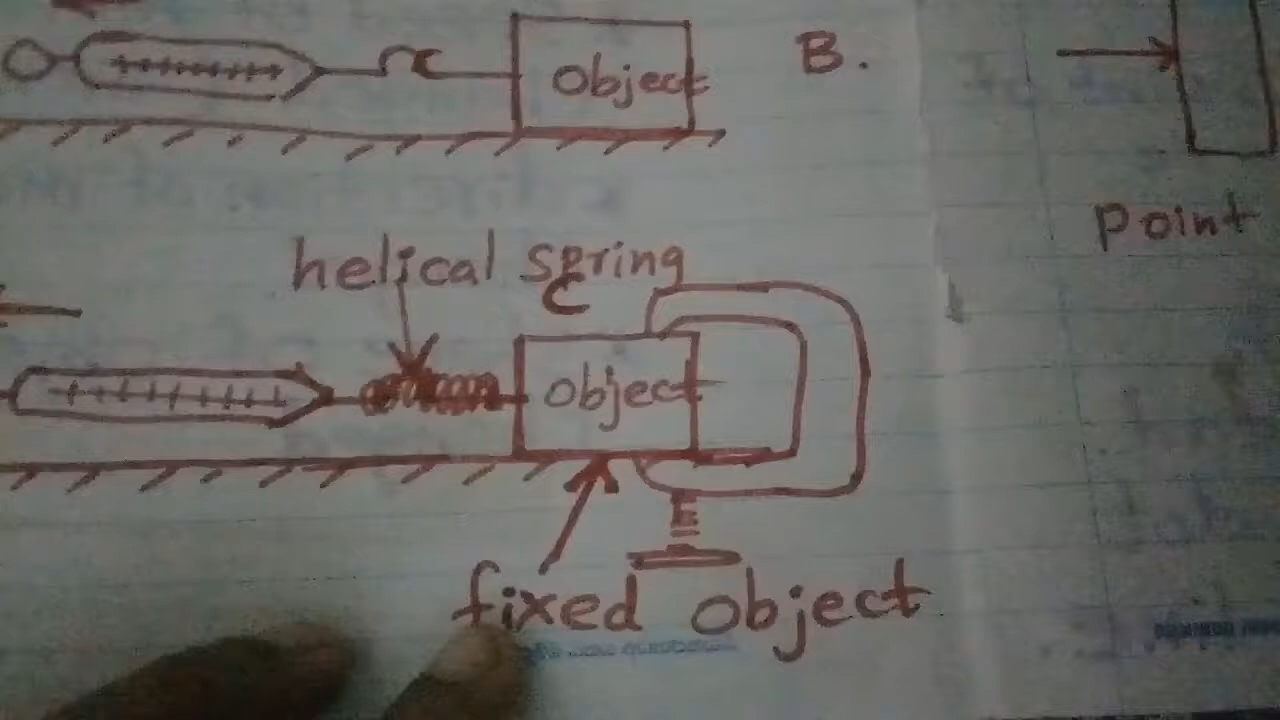 Object
B.
Point
helical spring
C
Object
fixed object